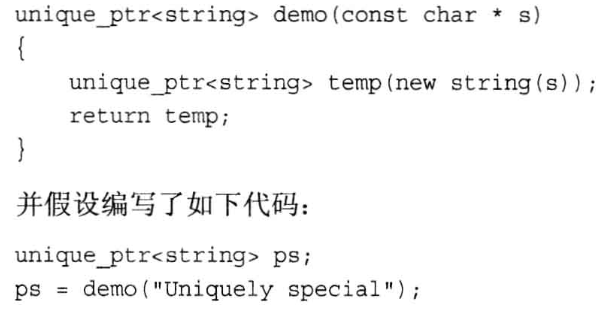 unique_ptr<string> demo(const char * s)
{
    unique_ptr<string> temp(new string(s));
    return temp;
}
并假设编写了如下代码：
unique_ptr<string> ps;
ps = demo("Uniquely special");